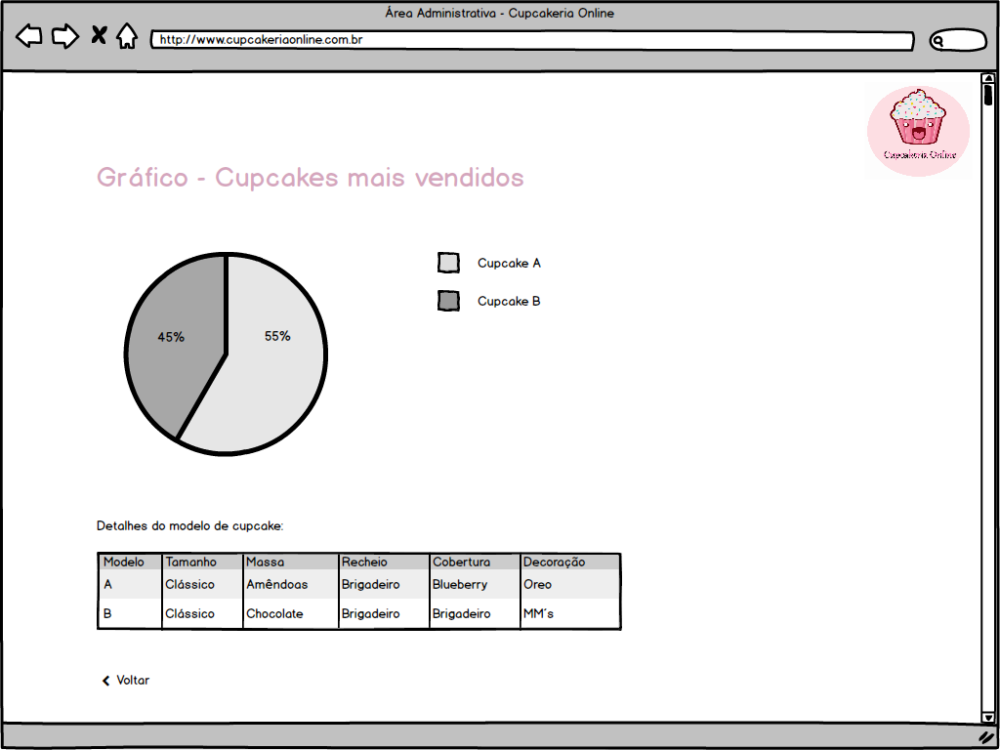 Área Administrativa - Cupcakeria Online
http://www.cupcakeriaonline.com.br
Cupcakeria Online
Gráfico - Cupcakes mais vendidos
Cupcake A
Cupcake B
45% 55%
Detalhes do modelo de cupcake:
Modelo Tamanho Massa Recheio Cobertura Decoração
A Clássico Amêndoas Brigadeiro Blueberry Oreo
B Clássico Chocolate Brigadeiro Brigadeiro MM´s
Voltar